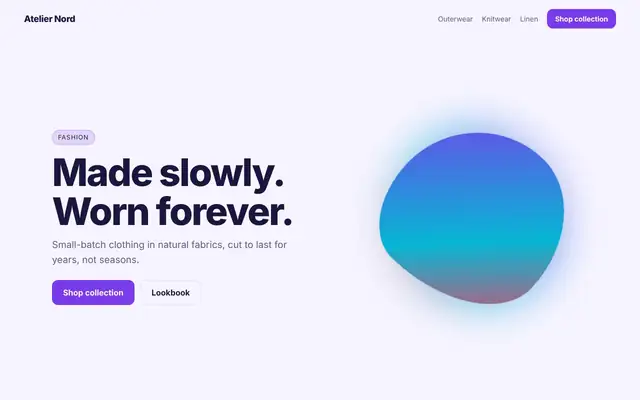 Atelier Nord
Outerwear Knitwear Linen Shop collection
FASHION
Made slowly.
Worn forever.
Small-batch clothing in natural fabrics, cut to last for
years, not seasons.
Shop collection Lookbook